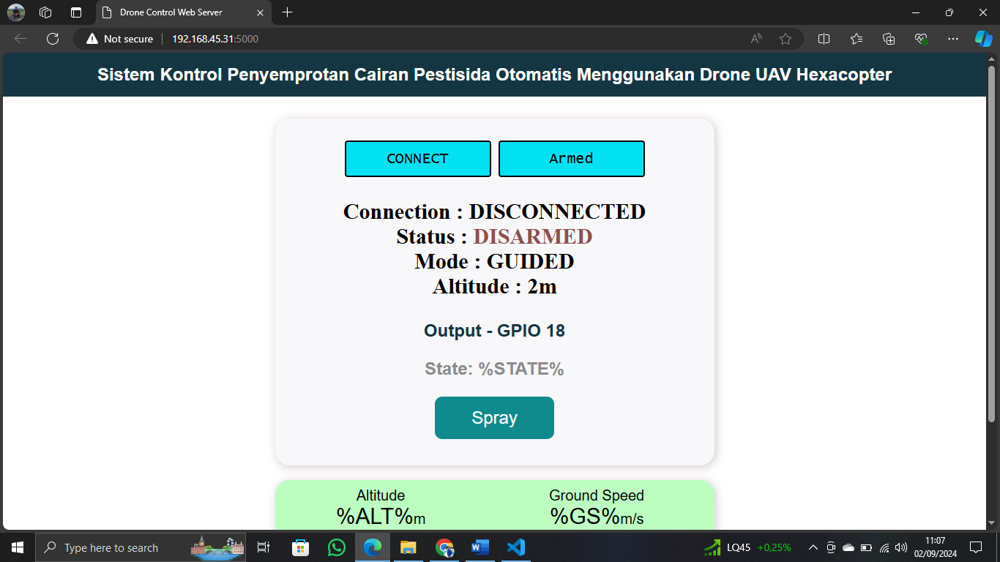 Drone Control Web Server
Not secure
192.168.45.31:5000
Sistem Kontrol Penyemprotan Cairan Pestisida Otomatis Menggunakan Drone UAV Hexacopter
CONNECT
Armed
Connection : DISCONNECTED
Status : DISARMED
Mode : GUIDED
Altitude : 2m
Output - GPIO 18
State: %STATE%
Spray
Altitude
%ALT%m
Ground Speed
%GS%m/s
Type here to search
LQ45 +0,25%
11:07
02/09/2024